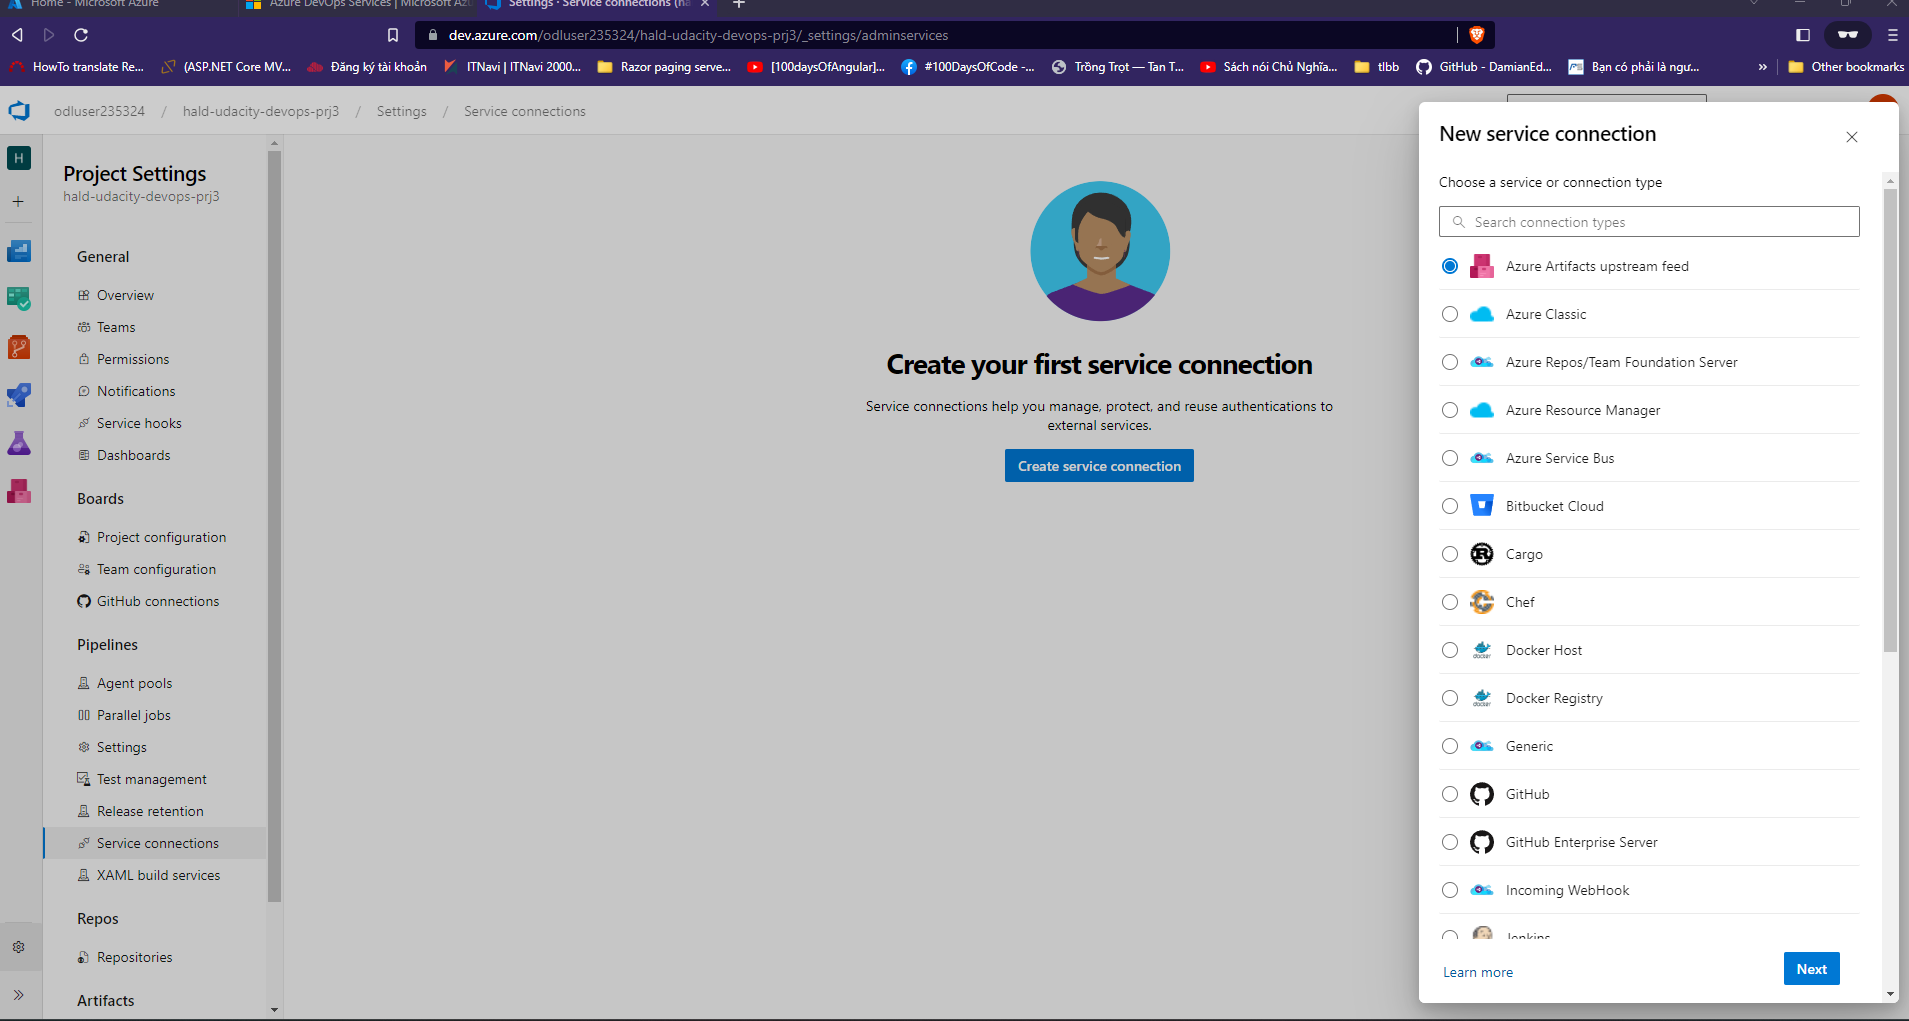 Home - Microsoft Azure
Azure DevOps Services | Microsoft Azu
Settings · Service connections (ha
dev.azure.com/odluser235324/hald-udacity-devops-prj3/_settings/adminservices
HowTo translate Re...
(ASP.NET Core MV...
Đăng ký tài khoản
ITNavi | ITNavi 2000...
Razor paging serve...
[100daysOfAngular]...
#100DaysOfCode -...
Trồng Trọt — Tan T...
Sách nói Chủ Nghĩa...
tlbb
GitHub - DamianEd...
Bạn có phải là ngư...
»
Other bookmarks
odluser235324 / hald-udacity-devops-prj3 / Settings / Service connections
H
Project Settings
hald-udacity-devops-prj3
General
Overview
Teams
Permissions
Notifications
Service hooks
Dashboards
Boards
Project configuration
Team configuration
GitHub connections
Pipelines
Agent pools
Parallel jobs
Settings
Test management
Release retention
Service connections
XAML build services
Repos
Repositories
Artifacts
Create your first service connection
Service connections help you manage, protect, and reuse authentications to
external services.
Create service connection
New service connection
Choose a service or connection type
Search connection types
Azure Artifacts upstream feed
Azure Classic
Azure Repos/Team Foundation Server
Azure Resource Manager
Azure Service Bus
Bitbucket Cloud
Cargo
Chef
docker
Docker Host
docker
Docker Registry
Generic
GitHub
GitHub Enterprise Server
Incoming WebHook
Jenkins
Learn more
Next